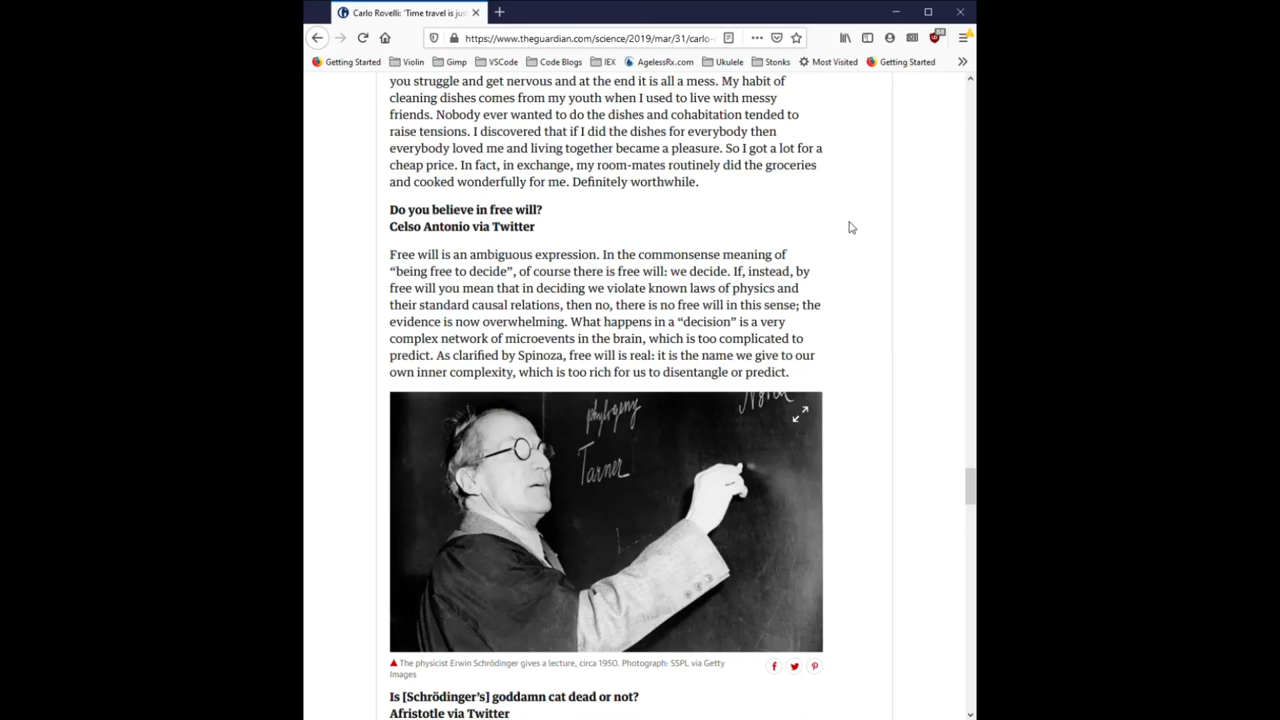 Carlo Rovelli: 'Time travel is jus
https://www.theguardian.com/science/2019/mar/31/carlo-
88
Getting Started Violin Gimp VSCode Code Blogs IEX AgelessRx.com Ukulele Stonks Most Visited Getting Started
you struggle and get nervous and at the end it is all a mess. My habit of
cleaning dishes comes from my youth when I used to live with messy
friends. Nobody ever wanted to do the dishes and cohabitation tended to
raise tensions. I discovered that if I did the dishes for everybody then
everybody loved me and living together became a pleasure. So I got a lot for a
cheap price. In fact, in exchange, my room-mates routinely did the groceries
and cooked wonderfully for me. Definitely worthwhile.
Do you believe in free will?
Celso Antonio via Twitter
Free will is an ambiguous expression. In the commonsense meaning of
“being free to decide”, of course there is free will: we decide. If, instead, by
free will you mean that in deciding we violate known laws of physics and
their standard causal relations, then no, there is no free will in this sense; the
evidence is now overwhelming. What happens in a “decision” is a very
complex network of microevents in the brain, which is too complicated to
predict. As clarified by Spinoza, free will is real: it is the name we give to our
own inner complexity, which is too rich for us to disentangle or predict.
phylogeny
Tarner
The physicist Erwin Schrödinger gives a lecture, circa 1950. Photograph: SSPL via Getty
Images
Is [Schrödinger’s] goddamn cat dead or not?
Afristotle via Twitter